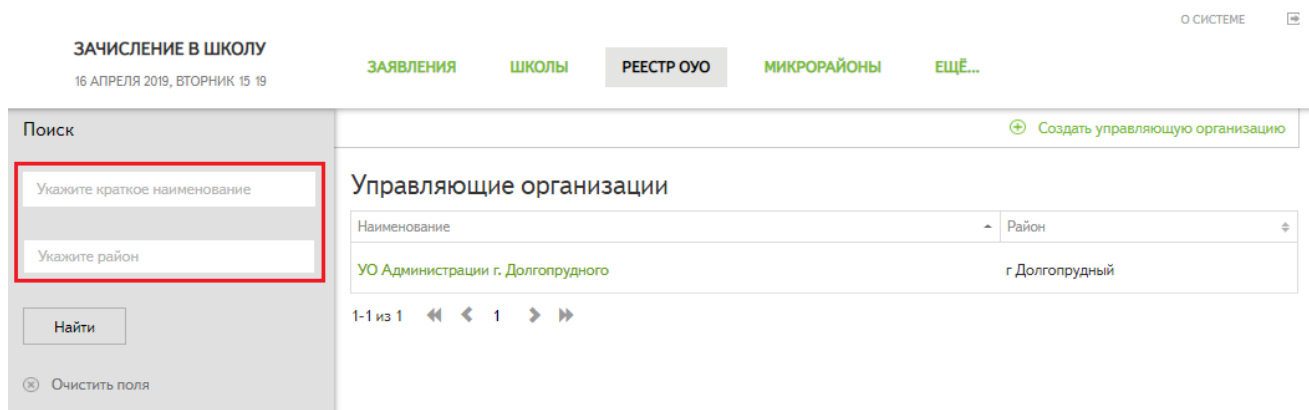 О СИСТЕМЕ
ЗАЧИСЛЕНИЕ В ШКОЛУ
16 АПРЕЛЯ 2019, ВТОРНИК 15 19
ЗАЯВЛЕНИЯ ШКОЛЫ РЕЕСТР ОУО МИКРОРАЙОНЫ ЕЩЁ...
Поиск
Создать управляющую организацию
Укажите краткое наименование
Укажите район
Найти
Очистить поля
Управляющие организации
Наименование Район
УО Администрации г. Долгопрудного г Долгопрудный
1-1 из 1 1